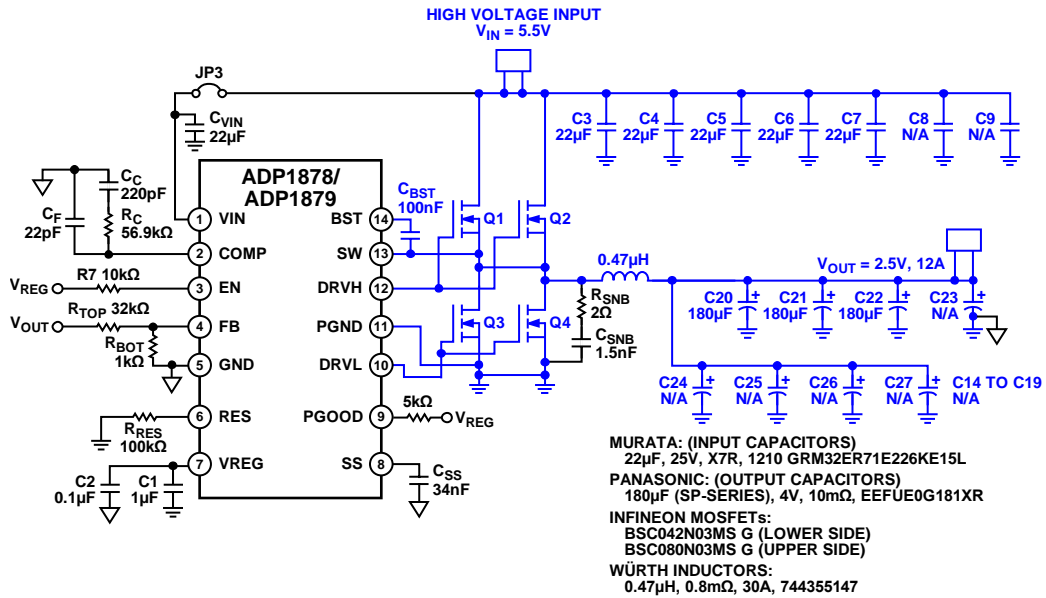 HIGH VOLTAGE INPUT
VIN = 5.5V
JP3
CVIN
22µF
C3
22µF
C4
22µF
C5
22µF
C6
22µF
C7
22µF
C8
N/A
C9
N/A
ADP1878/
ADP1879
CC
220pF
CF
22pF
RC
56.9kΩ
1 VIN
2 COMP
3 EN
4 FB
5 GND
6 RES
7 VREG
BST 14
SW 13
DRVH 12
PGND 11
DRVL 10
PGOOD 9
SS 8
CBST
100nF
Q1
Q2
Q3
Q4
VREG
R7 10kΩ
VOUT
RTOP 32kΩ
RBOT
1kΩ
RRES
100kΩ
C2
0.1µF
C1
1µF
5kΩ
VREG
CSS
34nF
0.47µH
RSNB
2Ω
CSNB
1.5nF
VOUT = 2.5V, 12A
C20
180µF
C21
180µF
C22
180µF
C23
N/A
C24
N/A
C25
N/A
C26
N/A
C27
N/A
C14 TO C19
N/A
MURATA: (INPUT CAPACITORS)
22µF, 25V, X7R, 1210 GRM32ER71E226KE15L
PANASONIC: (OUTPUT CAPACITORS)
180µF (SP-SERIES), 4V, 10mΩ, EEFUE0G181XR
INFINEON MOSFETs:
BSC042N03MS G (LOWER SIDE)
BSC080N03MS G (UPPER SIDE)
WÜRTH INDUCTORS:
0.47µH, 0.8mΩ, 30A, 744355147